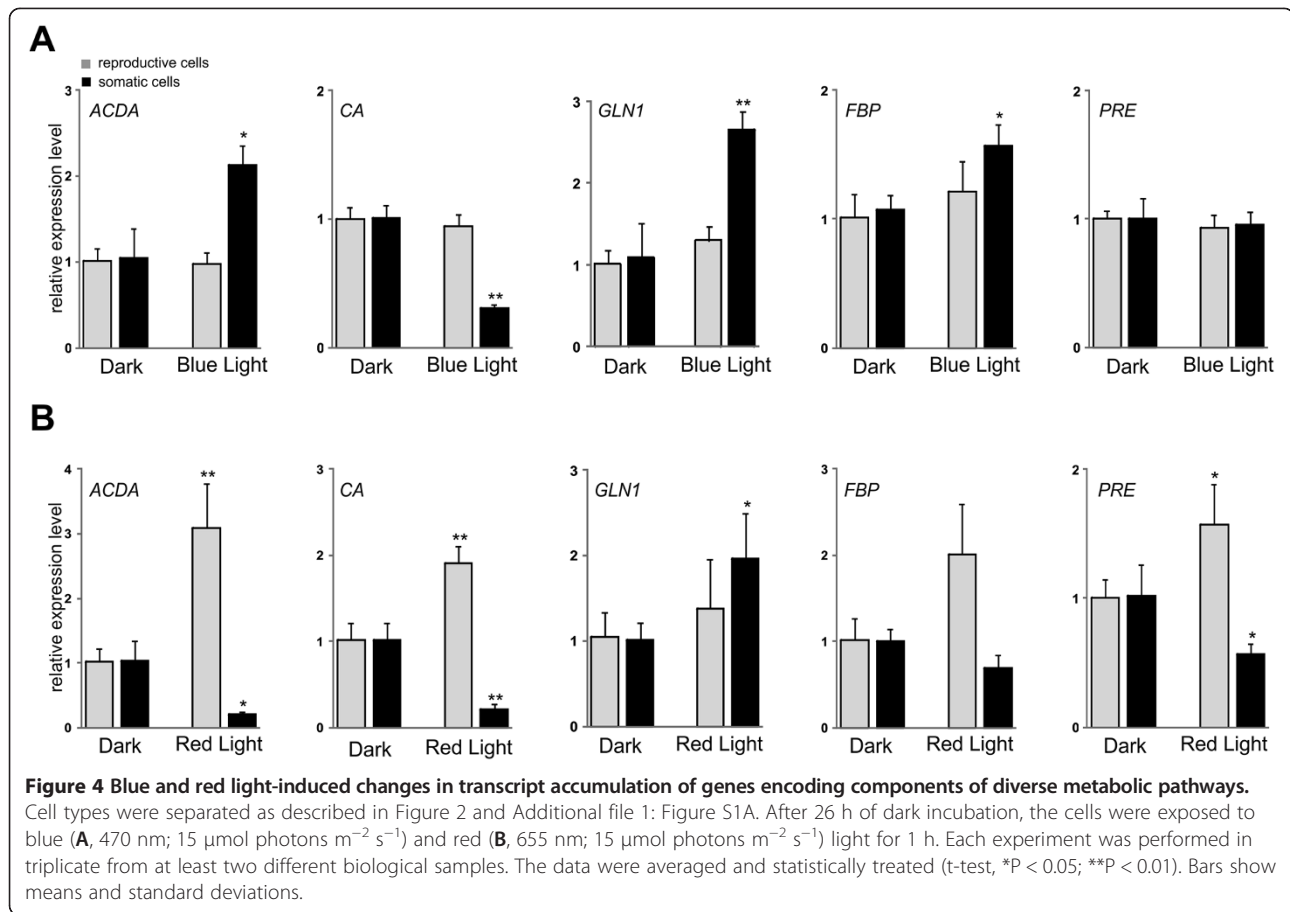 A
reproductive cells
somatic cells
relative expression level
3
2
1
0
ACDA
*
Dark Blue Light
2
1
0
CA
**
Dark Blue Light
3
2
1
0
GLN1
**
Dark Blue Light
2
1
0
FBP
*
Dark Blue Light
2
1
0
PRE
Dark Blue Light
B
relative expression level
4
3
2
1
0
ACDA
**
*
Dark Red Light
3
2
1
0
CA
**
**
Dark Red Light
3
2
1
0
GLN1
*
Dark Red Light
3
2
1
0
FBP
Dark Red Light
2
1
0
PRE
*
*
Dark Red Light
Figure 4 Blue and red light-induced changes in transcript accumulation of genes encoding components of diverse metabolic pathways.
Cell types were separated as described in Figure 2 and Additional file 1: Figure S1A. After 26 h of dark incubation, the cells were exposed to
blue (A, 470 nm; 15 μmol photons m⁻² s⁻¹) and red (B, 655 nm; 15 μmol photons m⁻² s⁻¹) light for 1 h. Each experiment was performed in
triplicate from at least two different biological samples. The data were averaged and statistically treated (t-test, *P < 0.05; **P < 0.01). Bars show
means and standard deviations.